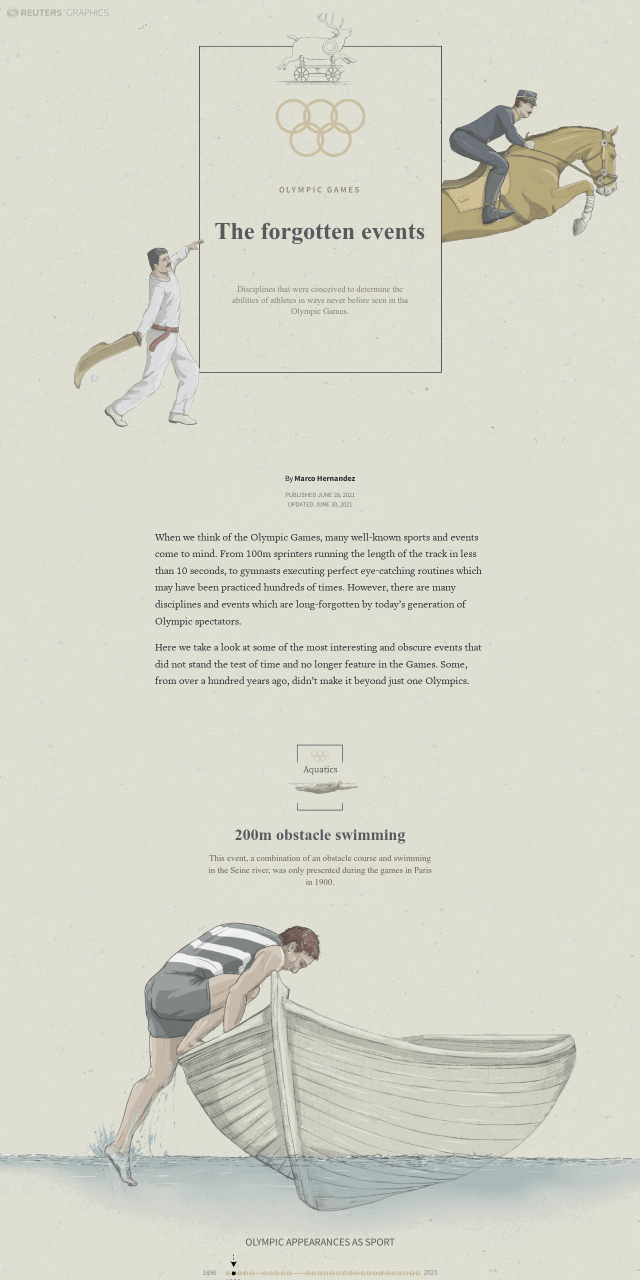 REUTERS GRAPHICS
OLYMPIC GAMES
The forgotten events
Disciplines that were conceived to determine the
abilities of athletes in ways never before seen in the
Olympic Games.
By Marco Hernandez
PUBLISHED JUNE 28, 2021
UPDATED JUNE 30, 2021
When we think of the Olympic Games, many well-known sports and events
come to mind. From 100m sprinters running the length of the track in less
than 10 seconds, to gymnasts executing perfect eye-catching routines which
may have been practiced hundreds of times. However, there are many
disciplines and events which are long-forgotten by today’s generation of
Olympic spectators.
Here we take a look at some of the most interesting and obscure events that
did not stand the test of time and no longer feature in the Games. Some,
from over a hundred years ago, didn’t make it beyond just one Olympics.
Aquatics
200m obstacle swimming
This event, a combination of an obstacle course and swimming
in the Seine river, was only presented during the games in Paris
in 1900.
OLYMPIC APPEARANCES AS SPORT
1896 2021